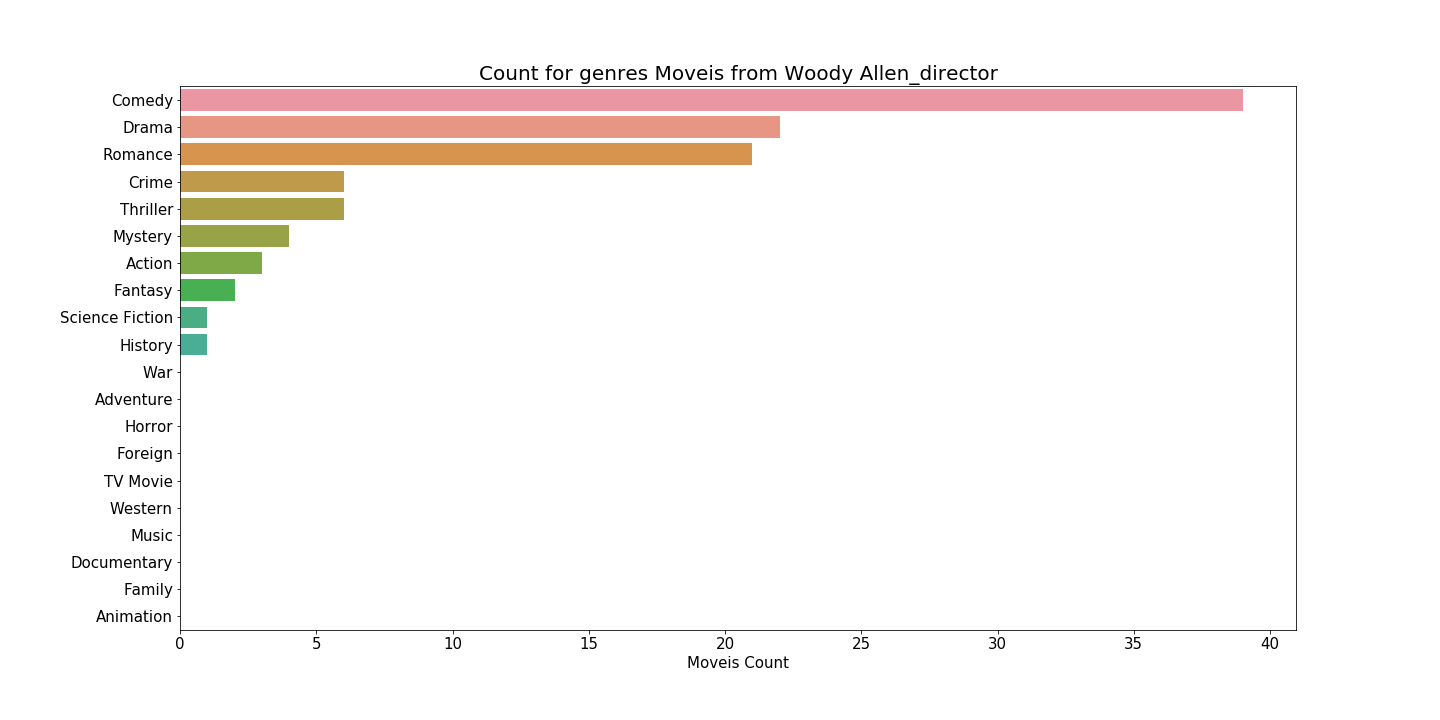 Count for genres Moveis from Woody Allen_director
Comedy
Drama
Romance
Crime
Thriller
Mystery
Action
Fantasy
Science Fiction
History
War
Adventure
Horror
Foreign
TV Movie
Western
Music
Documentary
Family
Animation
0 5 10 15 20 25 30 35 40
Moveis Count